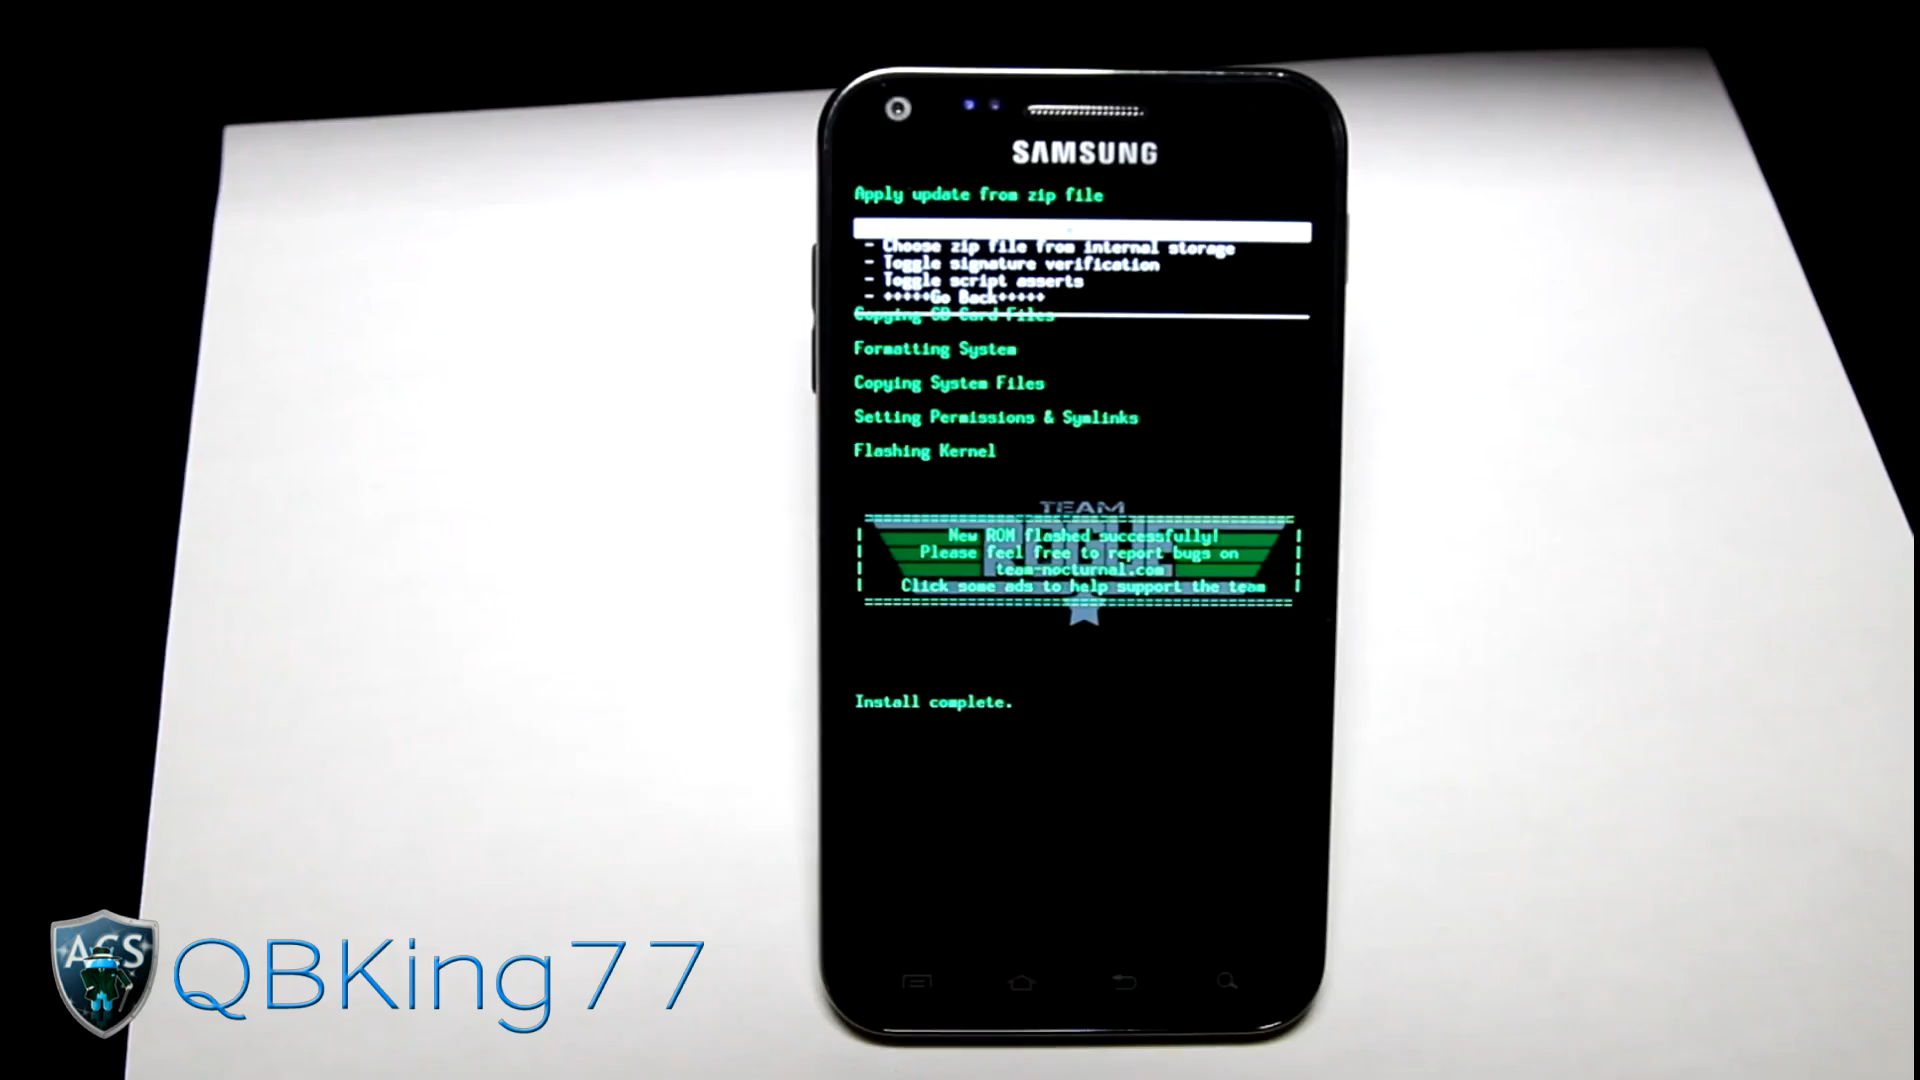 SAMSUNG
Apply update from zip file
- Choose zip file from internal storage
- Toggle signature verification
- Toggle script asserts
- +++++Go Back+++++
Copying SD Card Files
Formatting System
Copying System Files
Setting Permissions & Symlinks
Flashing Kernel
TEAM
ROGUE
New ROM flashed successfully!
Please feel free to report bugs on
team-nocturnal.com
Click some ads to help support the team
Install complete.
ACS
QBKing77